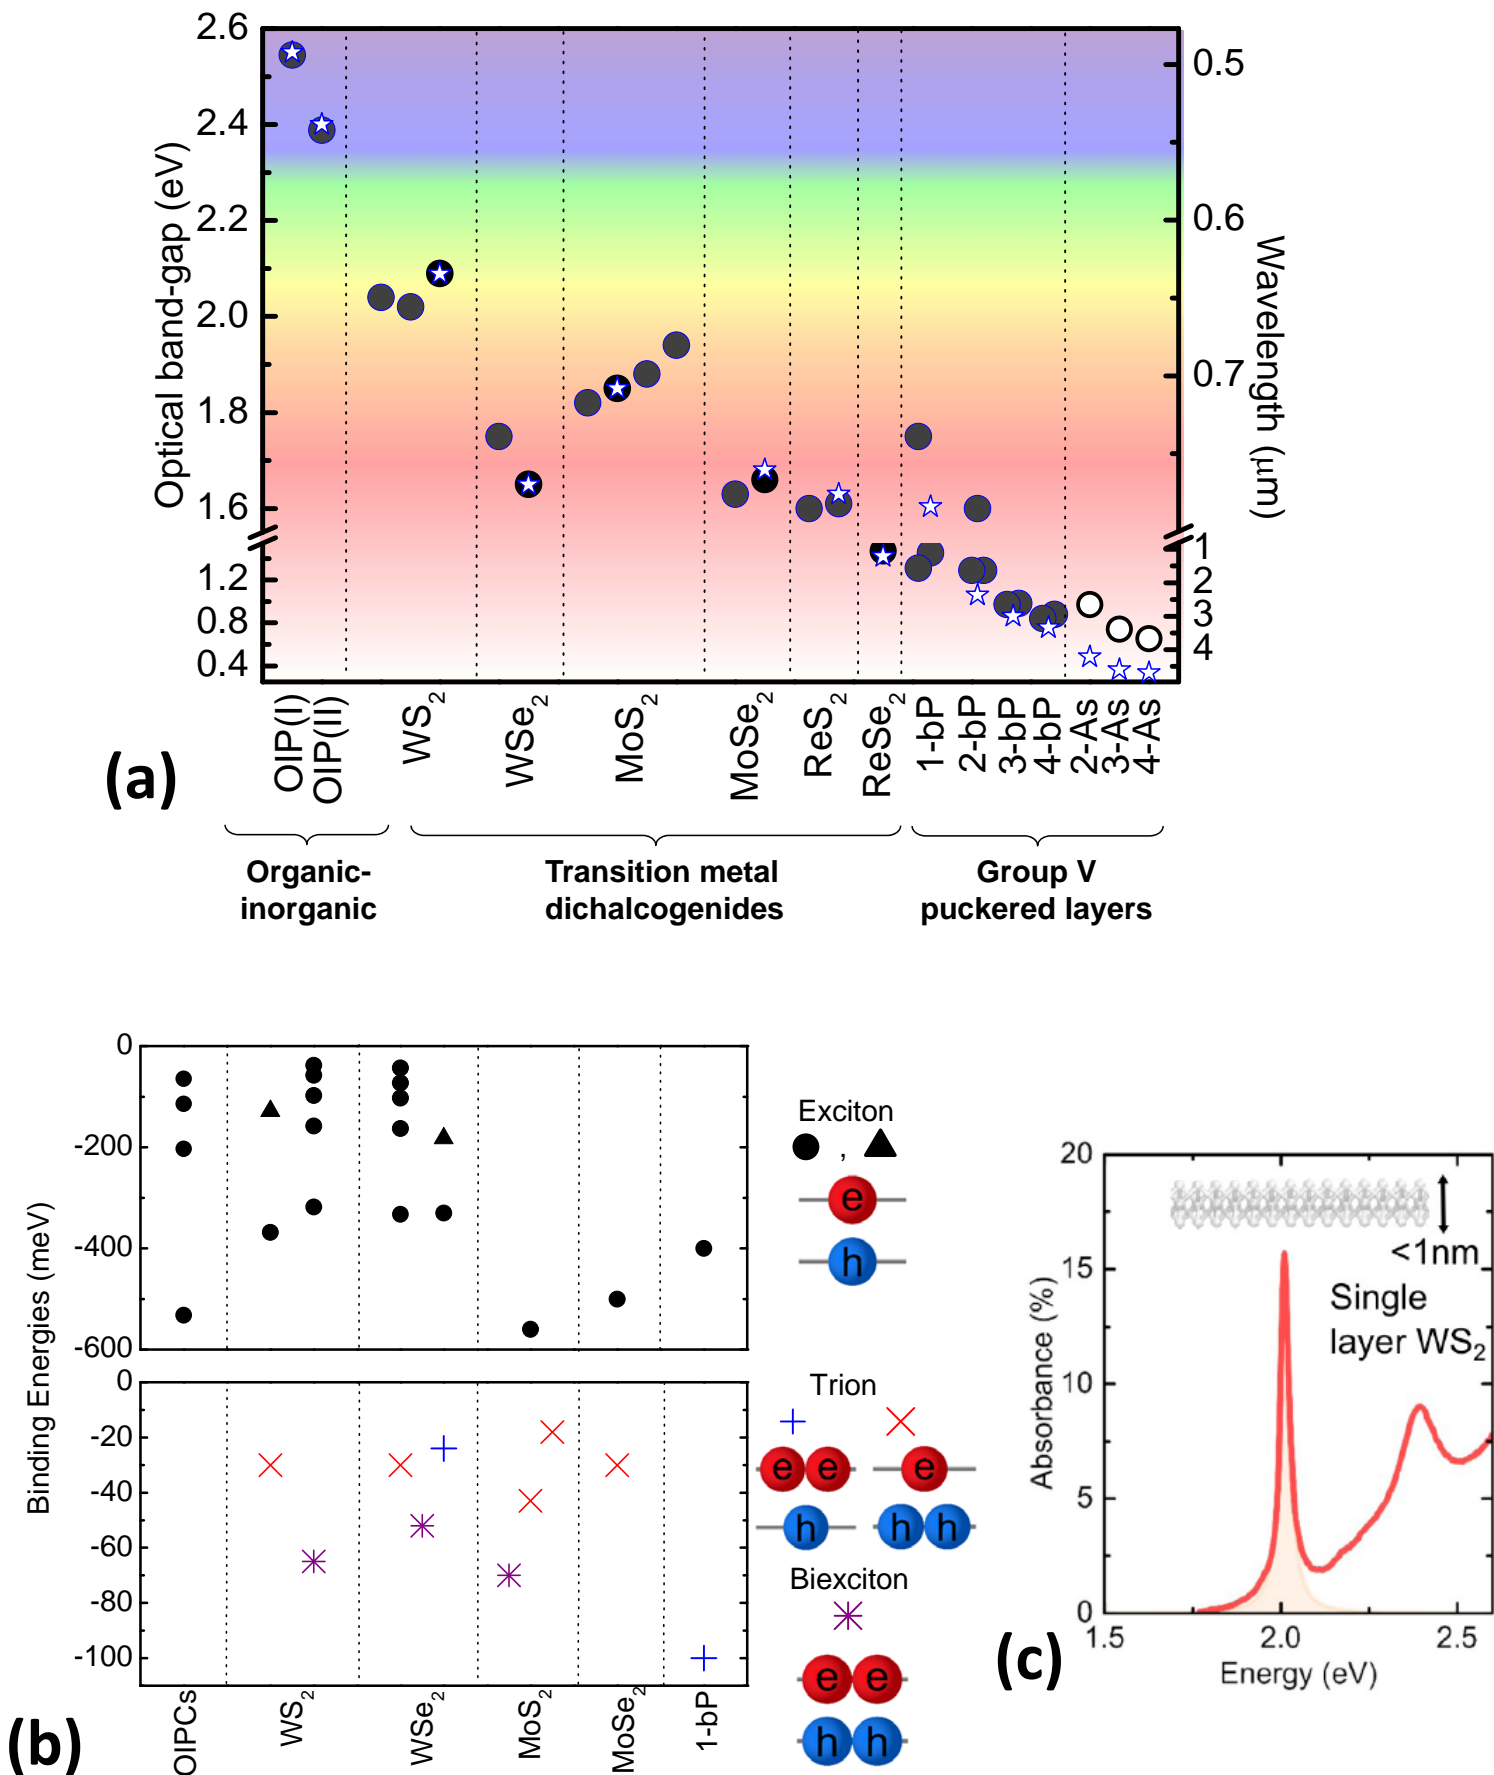 2.6
2.4
2.2
2.0
1.8
1.6
1.2
0.8
0.4
Optical band-gap (eV)
0.5
0.6
0.7
1
2
3
4
Wavelength (μm)
OIP(I)
OIP(II)
WS₂
WSe₂
MoS₂
MoSe₂
ReS₂
ReSe₂
1-bP
2-bP
3-bP
4-bP
2-As
3-As
4-As
(a)
Organic-
inorganic
Transition metal
dichalcogenides
Group V
puckered layers
0
-200
-400
-600
0
-20
-40
-60
-80
-100
Binding Energies (meV)
OIPCs
WS₂
WSe₂
MoS₂
MoSe₂
1-bP
(b)
Exciton
,
e
h
Trion
e e
e
h
h h
Biexciton
e e
h h
20
15
10
5
0
Absorbance (%)
<1nm
Single
layer WS₂
1.5
2.0
2.5
Energy (eV)
(c)